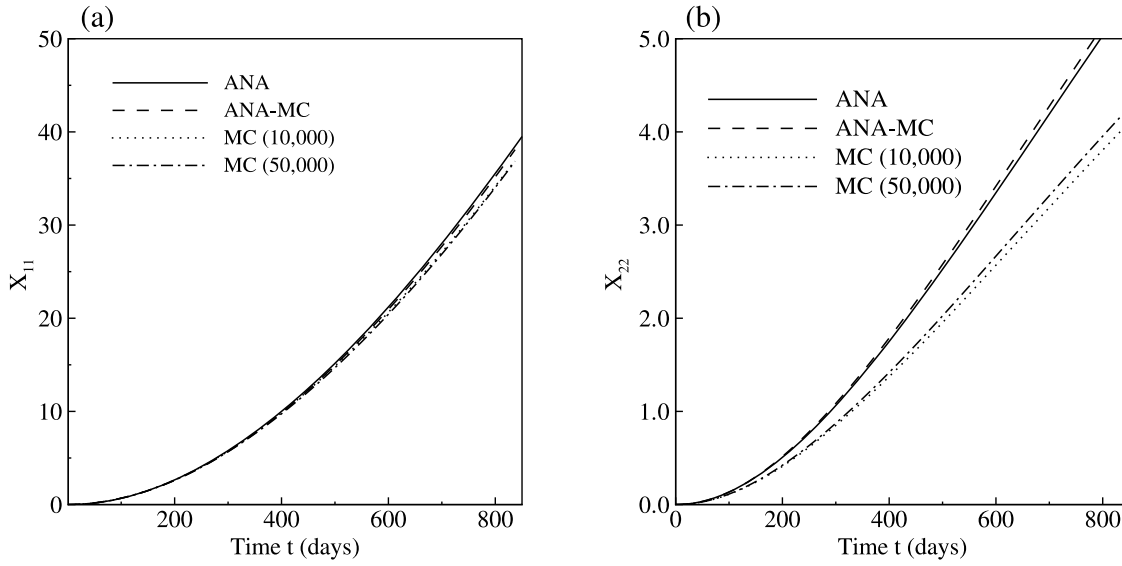 (a)
50
40
30
20
10
0
X11
ANA
ANA-MC
MC (10,000)
MC (50,000)
200
400
600
800
Time t (days)
(b)
5.0
4.0
3.0
2.0
1.0
0.0
X22
ANA
ANA-MC
MC (10,000)
MC (50,000)
0
200
400
600
800
Time t (days)